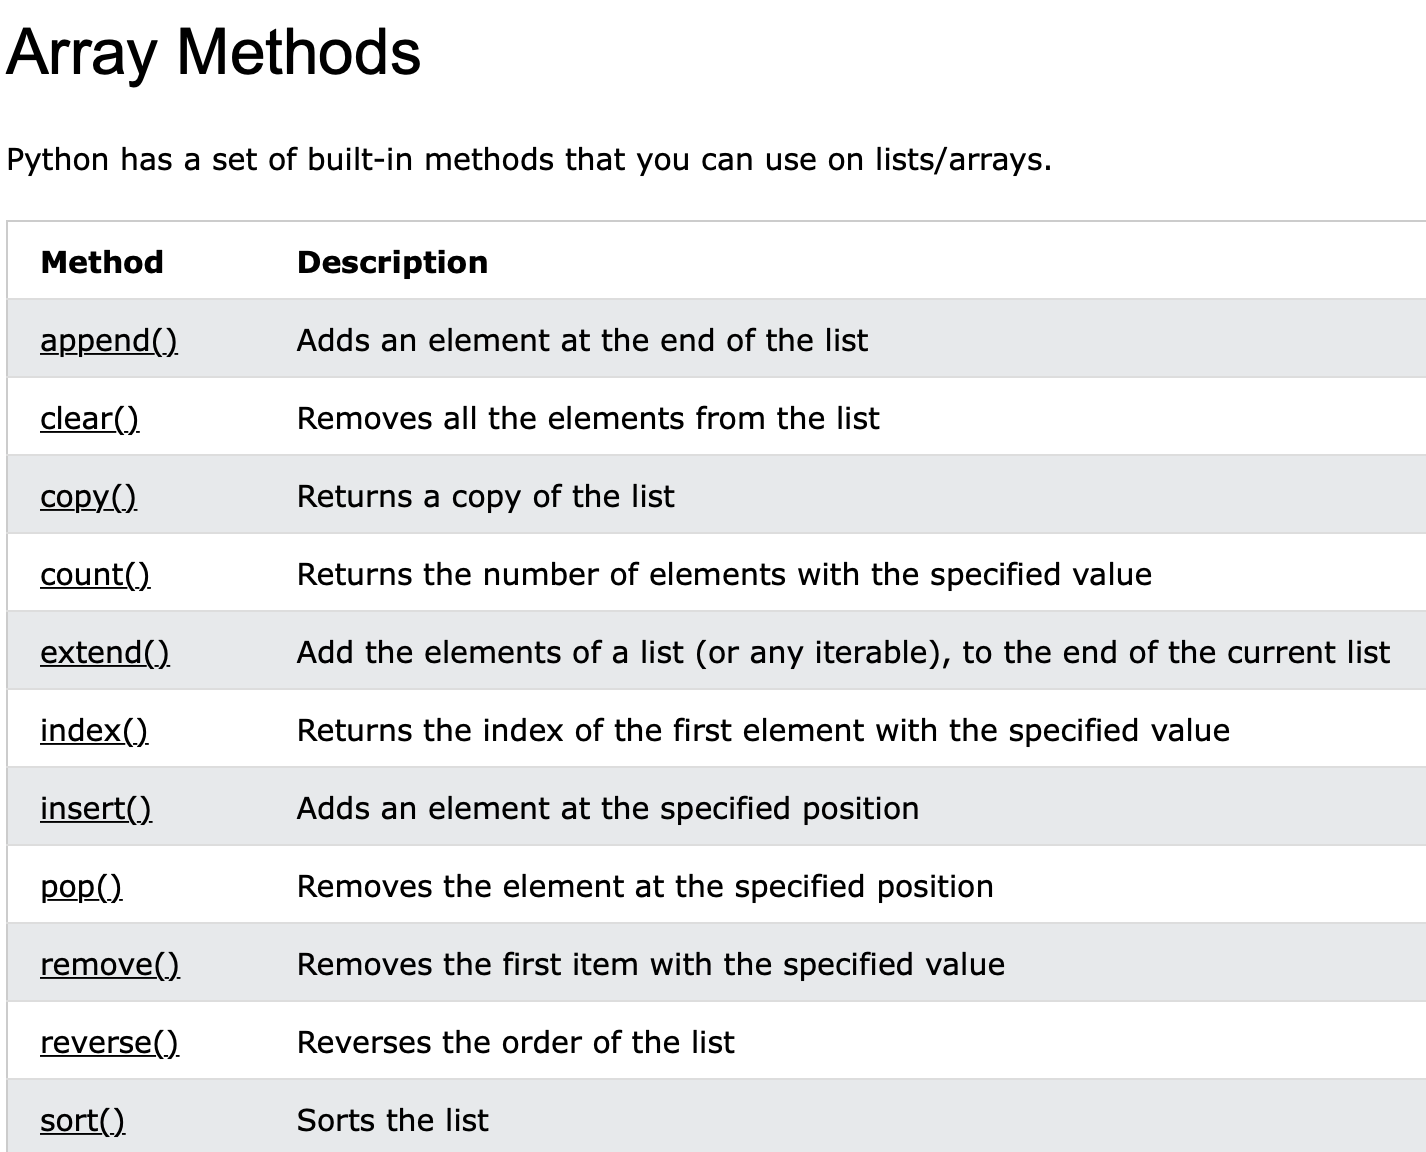 Array Methods
Python has a set of built-in methods that you can use on lists/arrays.
Method Description
append() Adds an element at the end of the list
clear() Removes all the elements from the list
copy() Returns a copy of the list
count() Returns the number of elements with the specified value
extend() Add the elements of a list (or any iterable), to the end of the current list
index() Returns the index of the first element with the specified value
insert() Adds an element at the specified position
pop() Removes the element at the specified position
remove() Removes the first item with the specified value
reverse() Reverses the order of the list
sort() Sorts the list